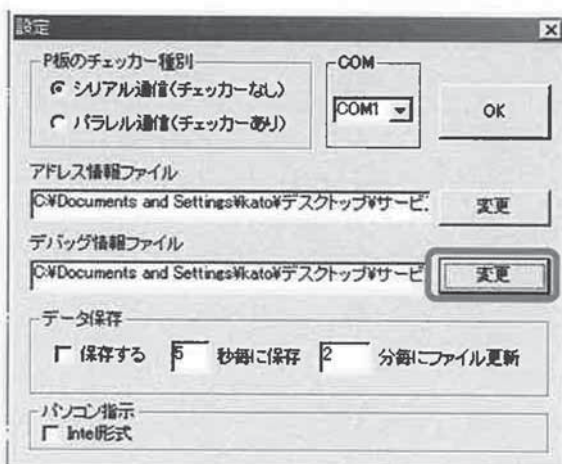 設定
P板のチェッカー種別
シリアル通信(チェッカーなし)
パラレル通信(チェッカーあり)
COM
COM1
OK
アドレス情報ファイル
C:¥Documents and Settings¥kato¥デスクトップ¥サービ
変更
デバッグ情報ファイル
C:¥Documents and Settings¥kato¥デスクトップ¥サービ
変更
データ保存
保存する 5 秒毎に保存 2 分毎にファイル更新
パソコン指示
Intel形式